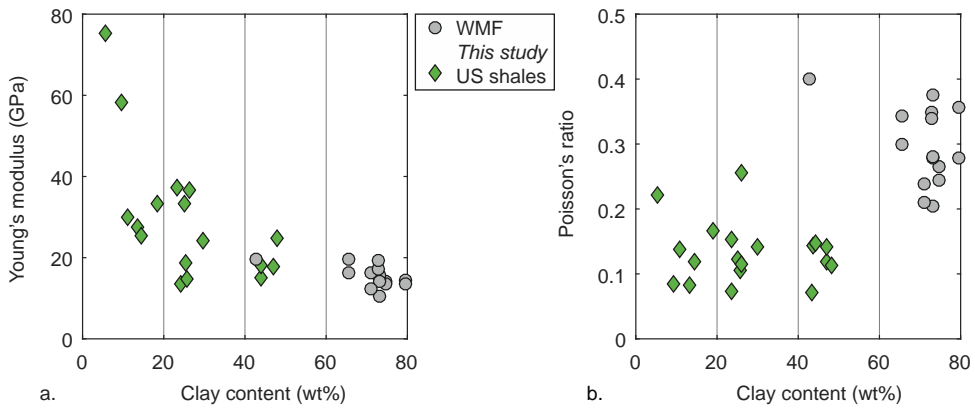 80
60
40
20
0
0 20 40 60 80
Young's modulus (GPa)
Clay content (wt%)
a.
WMF
This study
US shales
0.5
0.4
0.3
0.2
0.1
0
0 20 40 60 80
Poisson's ratio
Clay content (wt%)
b.